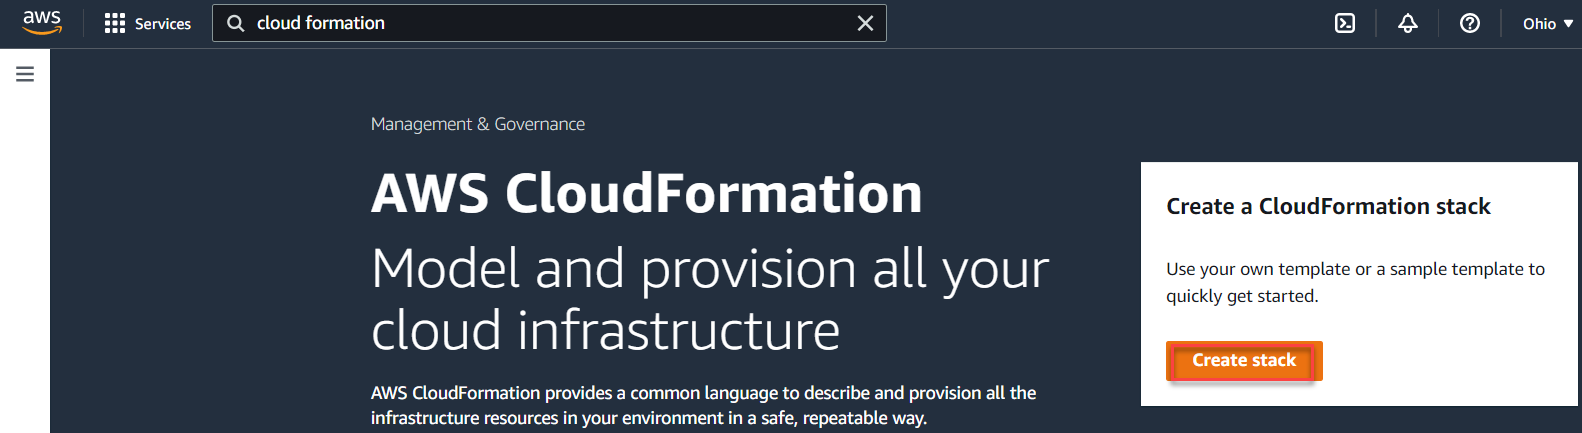 aws
Services
cloud formation
Ohio
Management & Governance
AWS CloudFormation
Model and provision all your
cloud infrastructure
AWS CloudFormation provides a common language to describe and provision all the
infrastructure resources in your environment in a safe, repeatable way.
Create a CloudFormation stack
Use your own template or a sample template to
quickly get started.
Create stack